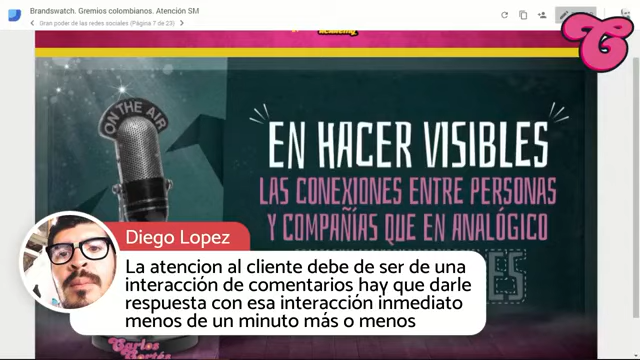 Brandswatch. Gremios colombianos. Atención SM
Gran poder de las redes sociales (Página 7 de 23)
ON THE AIR
EN HACER VISIBLES
LAS CONEXIONES ENTRE PERSONAS
Y COMPAÑÍAS QUE EN ANALÓGICO
ES
Diego Lopez
La atencion al cliente debe de ser de una
interacción de comentarios hay que darle
respuesta con esa interacción inmediato
menos de un minuto más o menos
Carlos
Cortés